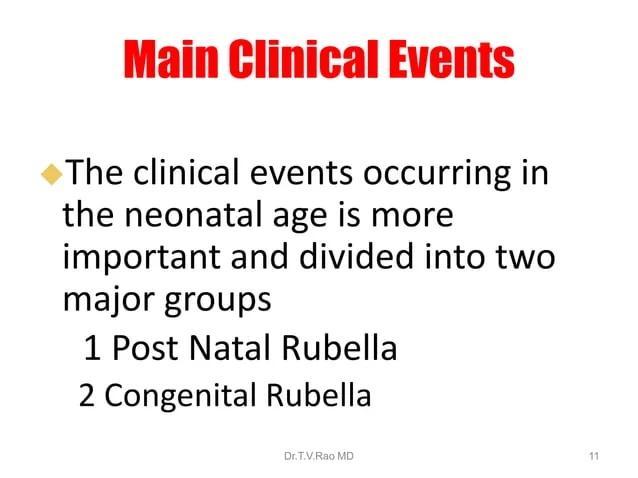 Main Clinical Events
The clinical events occurring in
the neonatal age is more
important and divided into two
major groups
1 Post Natal Rubella
2 Congenital Rubella
Dr.T.V.Rao MD 11